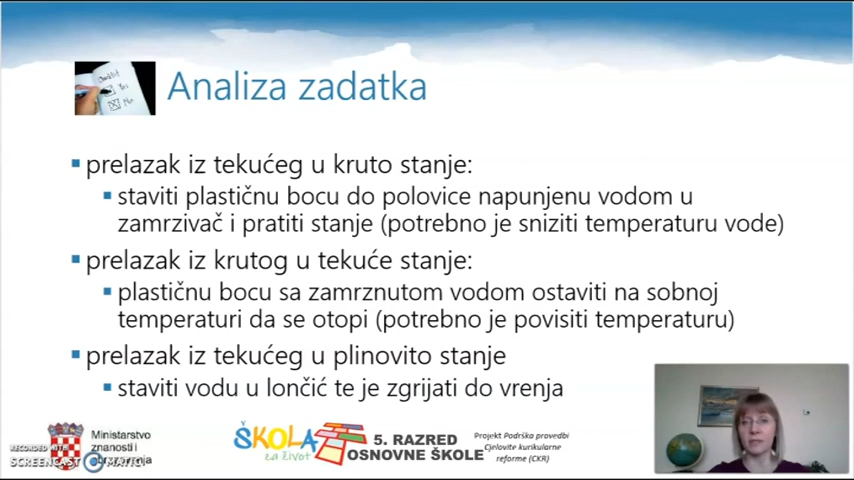 Analiza zadatka
prelazak iz tekućeg u kruto stanje:
staviti plastičnu bocu do polovice napunjenu vodom u
zamrzivač i pratiti stanje (potrebno je sniziti temperaturu vode)
prelazak iz krutog u tekuće stanje:
plastičnu bocu sa zamrznutom vodom ostaviti na sobnoj
temperaturi da se otopi (potrebno je povisiti temperaturu)
prelazak iz tekućeg u plinovito stanje
staviti vodu u lončić te je zgrijati do vrenja
Ministarstvo
znanosti i
RECORDED WITH
SCREENCAST MATIC
ŠKOLA
za život
5. RAZRED
OSNOVNE ŠKOLE
Projekt Podrška provedbi
Cjelovite kurikularne
reforme (CKR)